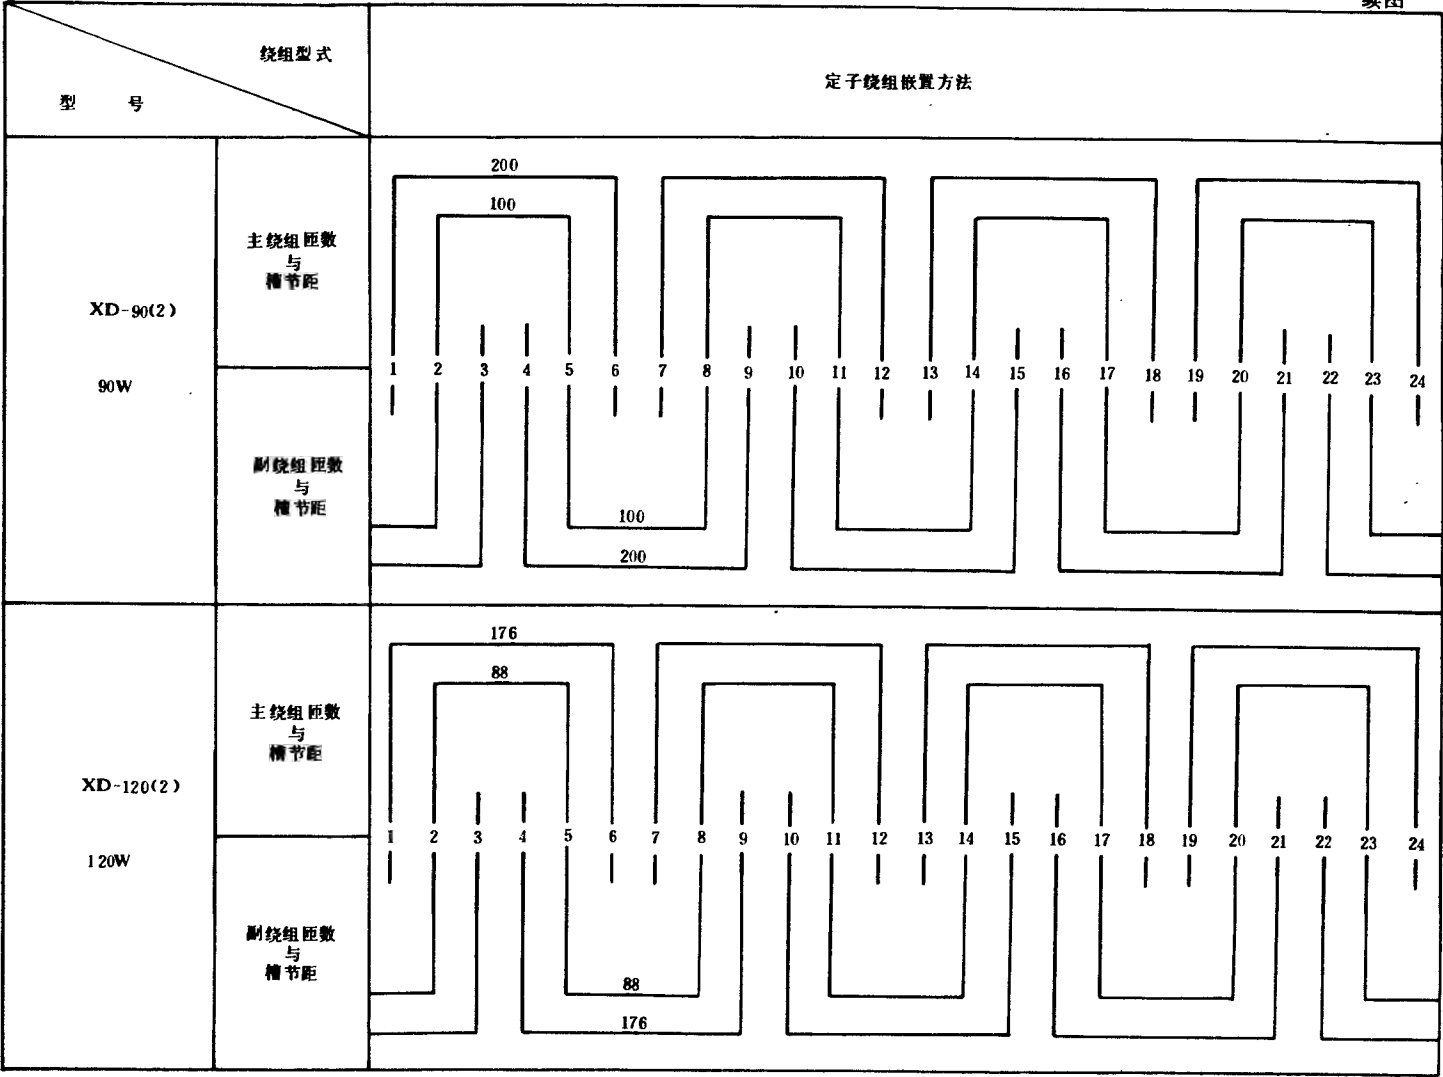 续图
绕组型式
型 号
定子绕组嵌置方法
XD-90(2)
90W
主绕组匝数
与
槽节距
200
100
1 2 3 4 5 6 7 8 9 10 11 12 13 14 15 16 17 18 19 20 21 22 23 24
副绕组匝数
与
槽节距
100
200
XD-120(2)
120W
主绕组匝数
与
槽节距
176
88
1 2 3 4 5 6 7 8 9 10 11 12 13 14 15 16 17 18 19 20 21 22 23 24
副绕组匝数
与
槽节距
88
176